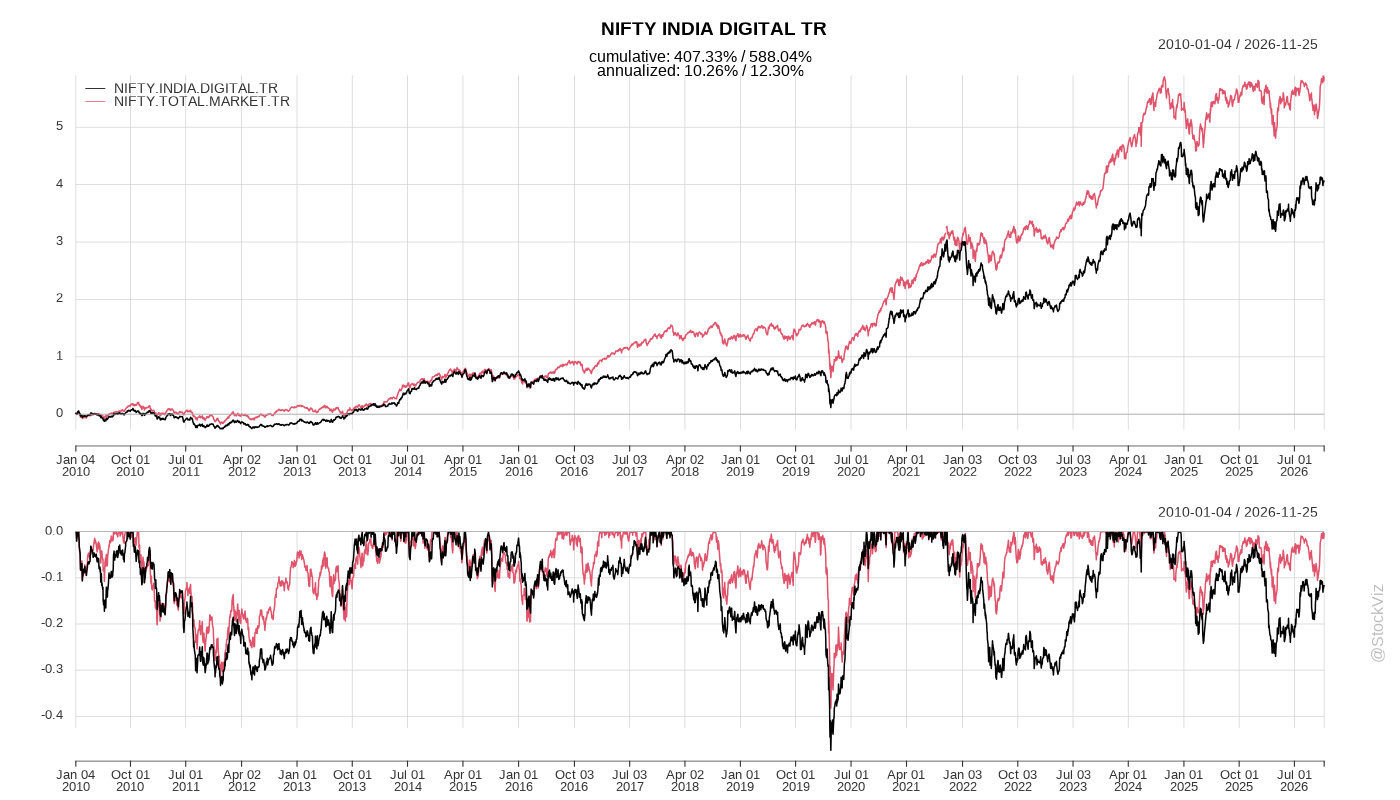 NIFTY INDIA DIGITAL TR
2010-01-04 / 2026-11-25
cumulative: 407.33% / 588.04%
annualized: 10.26% / 12.30%
NIFTY.INDIA.DIGITAL.TR
NIFTY.TOTAL.MARKET.TR
5
4
3
2
1
0
Jan 04 Oct 01 Jul 01 Apr 02 Jan 01 Oct 01 Jul 01 Apr 01 Jan 01 Oct 03 Jul 03 Apr 02 Jan 01 Oct 01 Jul 01 Apr 01 Jan 03 Oct 03 Jul 03 Apr 01 Jan 01 Oct 01 Jul 01
2010 2010 2011 2012 2013 2013 2014 2015 2016 2016 2017 2018 2019 2019 2020 2021 2022 2022 2023 2024 2025 2025 2026
2010-01-04 / 2026-11-25
0.0
-0.1
-0.2
-0.3
-0.4
Jan 04 Oct 01 Jul 01 Apr 02 Jan 01 Oct 01 Jul 01 Apr 01 Jan 01 Oct 03 Jul 03 Apr 02 Jan 01 Oct 01 Jul 01 Apr 01 Jan 03 Oct 03 Jul 03 Apr 01 Jan 01 Oct 01 Jul 01
2010 2010 2011 2012 2013 2013 2014 2015 2016 2016 2017 2018 2019 2019 2020 2021 2022 2022 2023 2024 2025 2025 2026
@StockViz